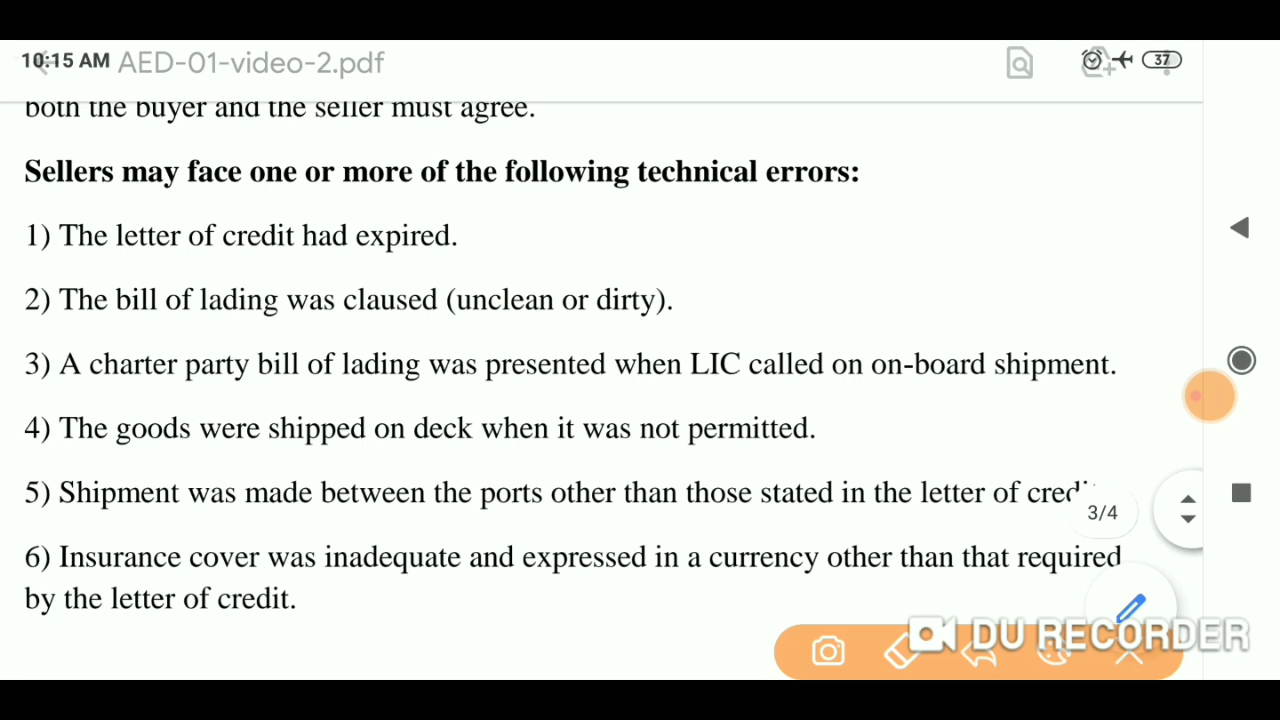 10:15 AM AED-01-video-2.pdf 37
both the buyer and the seller must agree.
Sellers may face one or more of the following technical errors:
1) The letter of credit had expired.
2) The bill of lading was claused (unclean or dirty).
3) A charter party bill of lading was presented when LIC called on on-board shipment.
4) The goods were shipped on deck when it was not permitted.
5) Shipment was made between the ports other than those stated in the letter of credit
3/4
6) Insurance cover was inadequate and expressed in a currency other than that required
by the letter of credit.
DU RECORDER